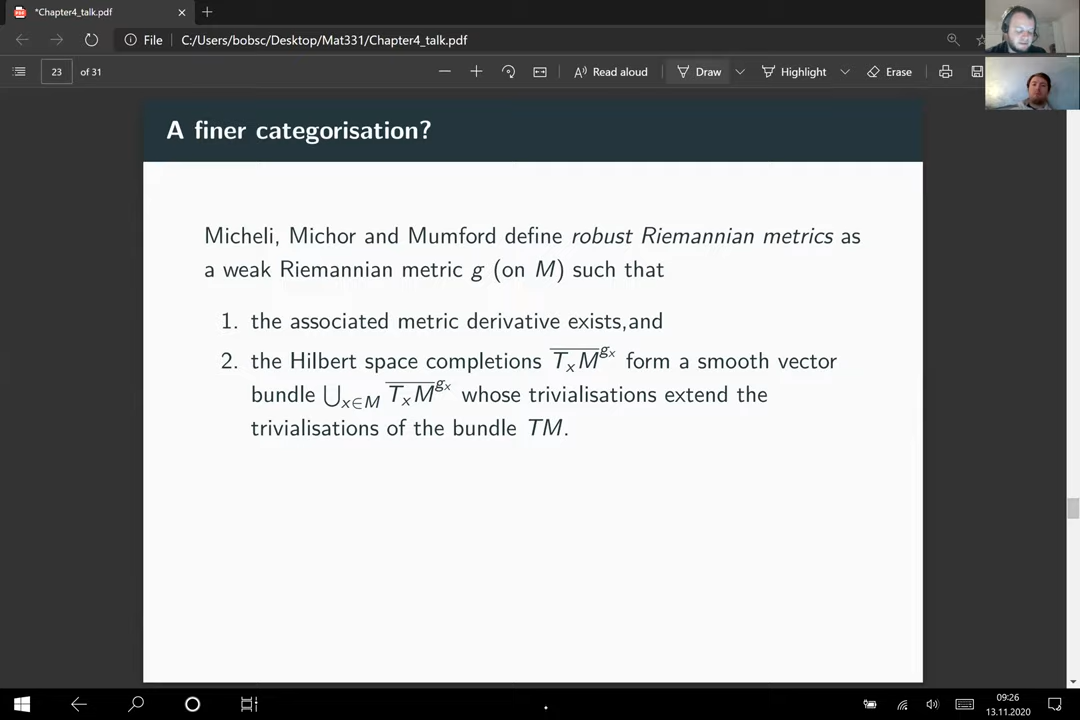 *Chapter4_talk.pdf
File C:/Users/bobsc/Desktop/Mat331/Chapter4_talk.pdf
23 of 31 Read aloud Draw Highlight Erase
A finer categorisation?
Micheli, Michor and Mumford define robust Riemannian metrics as
a weak Riemannian metric g (on M) such that
1. the associated metric derivative exists,and
2. the Hilbert space completions $\overline{T_xM}^{g_x}$ form a smooth vector
bundle $\bigcup_{x \in M} \overline{T_xM}^{g_x}$ whose trivialisations extend the
trivialisations of the bundle TM.
09:26
13.11.2020